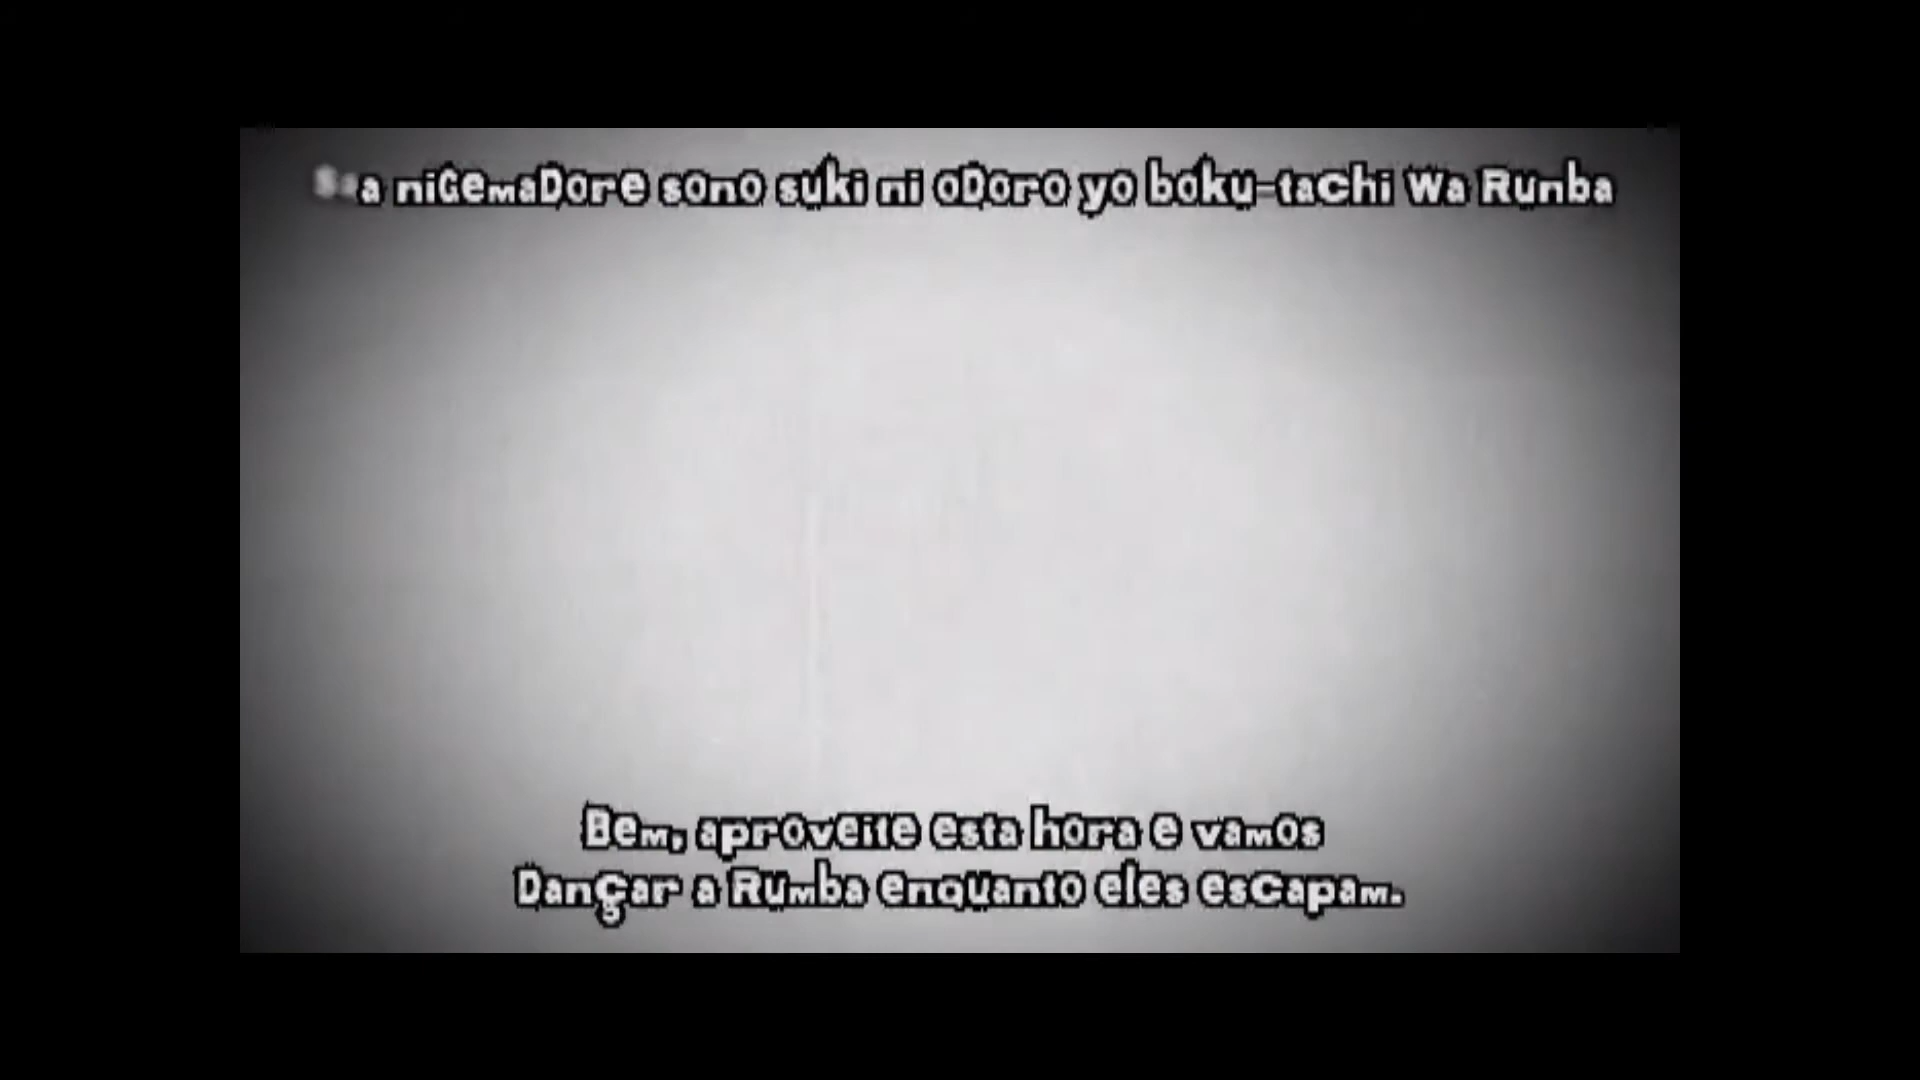 Saa nigemadore sono suki ni odoro yo boku-tachi wa Runba
Bem, aproveite esta hora e vamos
Dançar a Rumba enquanto eles escapam.